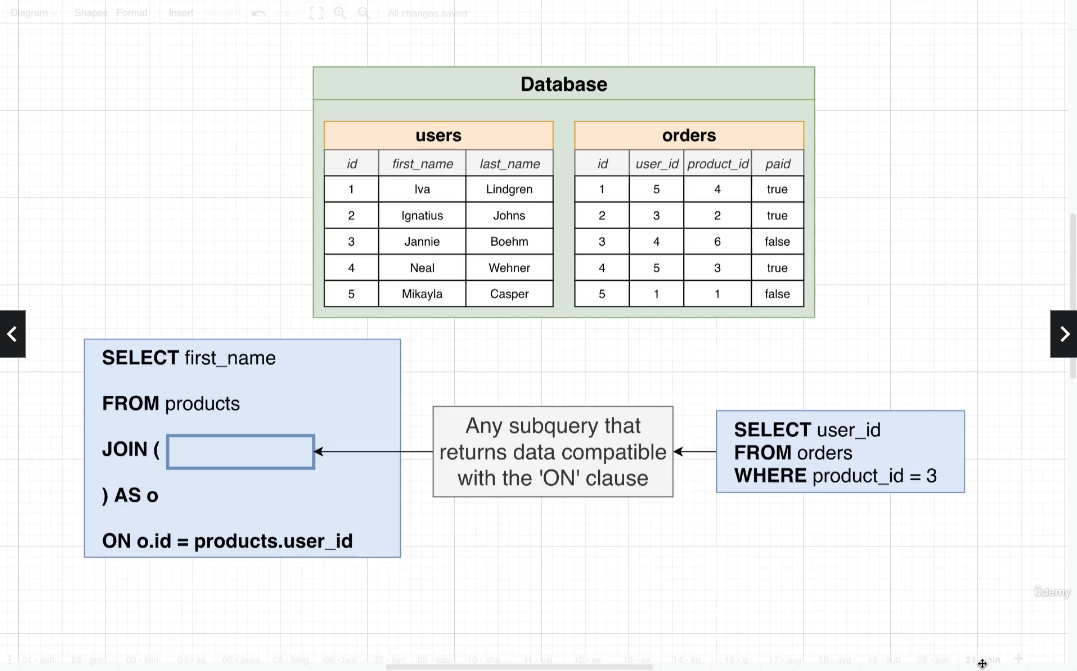 Diagram
Shapes Format Insert
All changes saved
Database
users
id first_name last_name
1 Iva Lindgren
2 Ignatius Johns
3 Jannie Boehm
4 Neal Wehner
5 Mikayla Casper
orders
id user_id product_id paid
1 5 4 true
2 3 2 true
3 4 6 false
4 5 3 true
5 1 1 false
SELECT first_name
FROM products
JOIN (
) AS o
ON o.id = products.user_id
Any subquery that
returns data compatible
with the 'ON' clause
SELECT user_id
FROM orders
WHERE product_id = 3
ûdemy